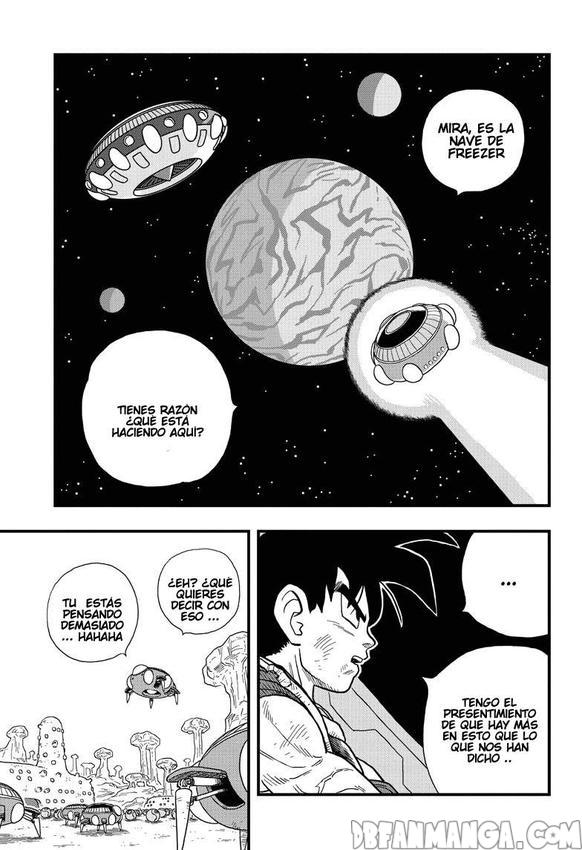 MIRA, ES LA
NAVE DE
FREEZER
TIENES RAZÓN
¿QUÉ ESTÁ
HACIENDO AQUÍ?
...
TENGO EL
PRESENTIMIENTO
DE QUE HAY MÁS
EN ESTO QUE LO
QUE NOS HAN
DICHO ..
¿EH? ¿QUÉ
QUIERES
DECIR CON
ESO ...
TU ESTÁS
PENSANDO
DEMASIADO
... HAHAHA
DBFANMANGA.COM